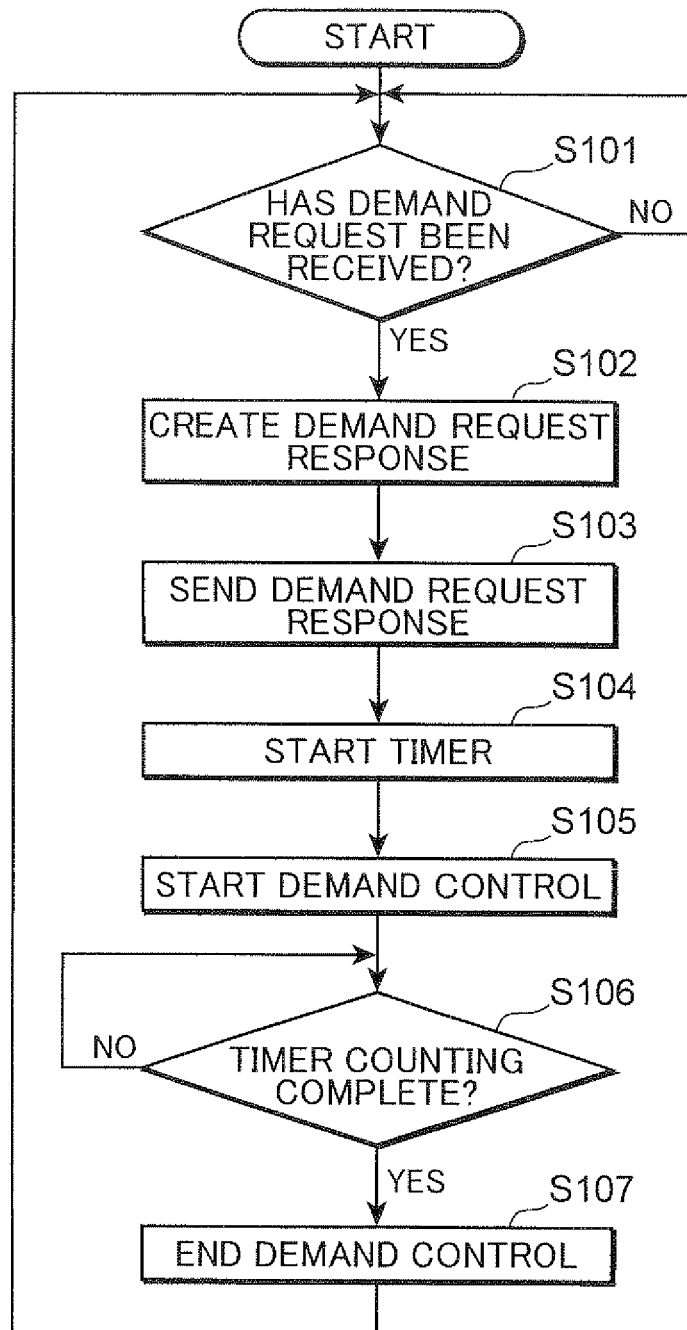 START
S101
HAS DEMAND
REQUEST BEEN
RECEIVED?
NO
YES
S102
CREATE DEMAND REQUEST
RESPONSE
S103
SEND DEMAND REQUEST
RESPONSE
S104
START TIMER
S105
START DEMAND CONTROL
S106
NO
TIMER COUNTING
COMPLETE?
YES
S107
END DEMAND CONTROL